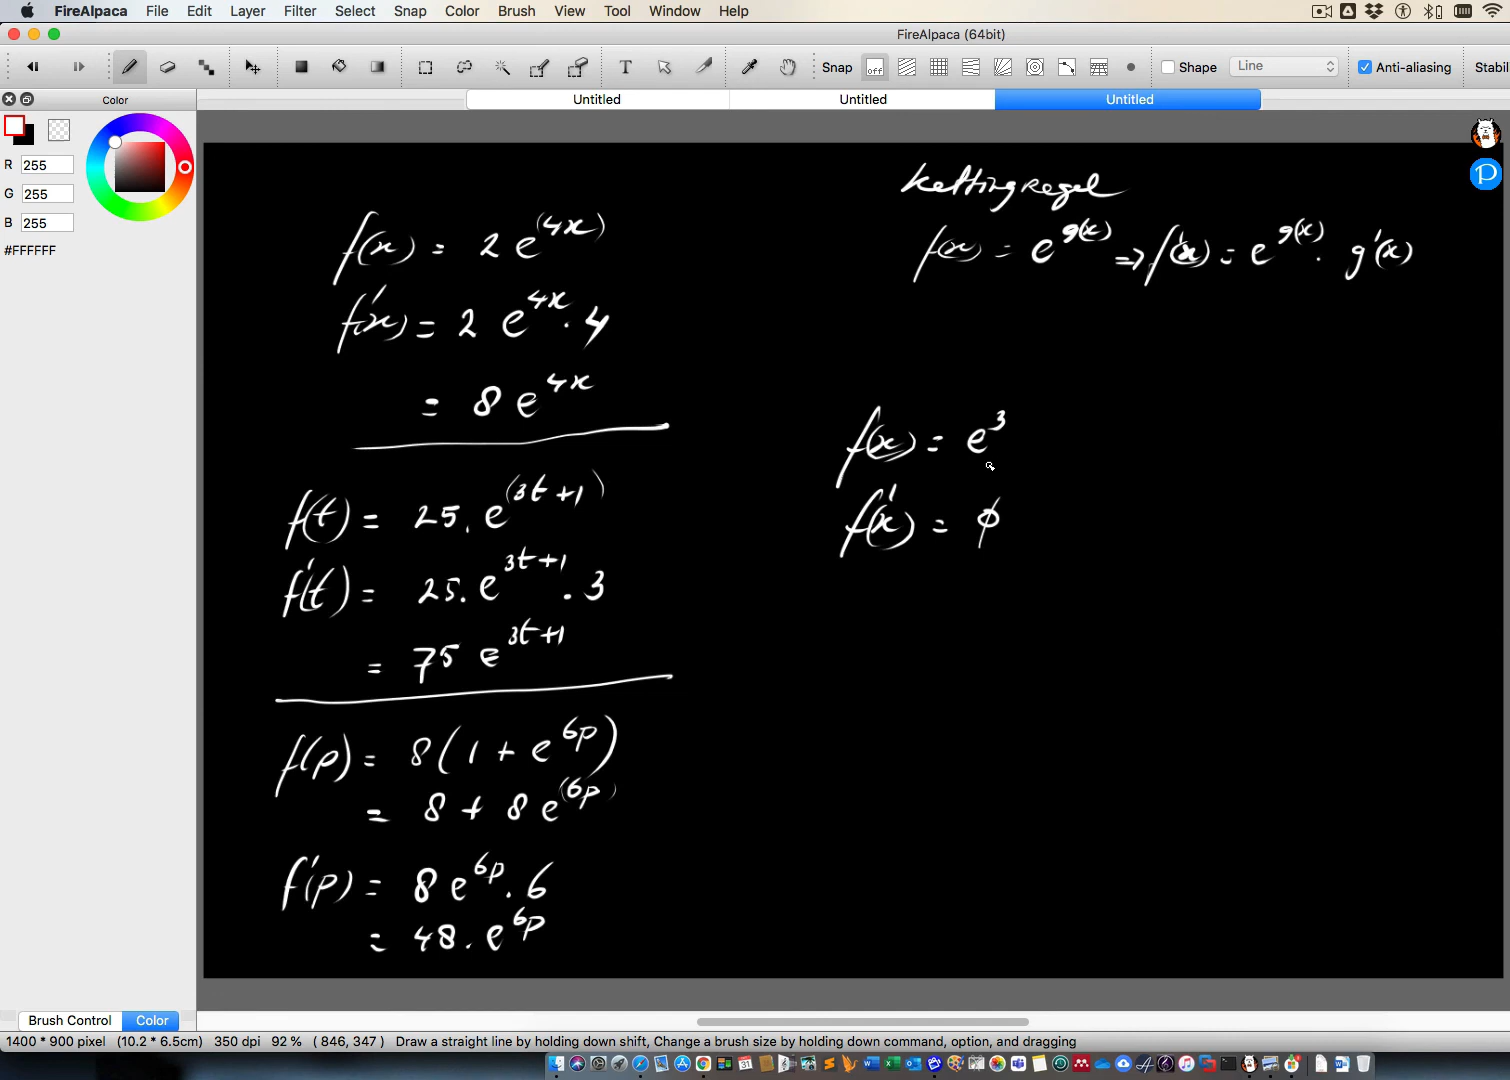 FireAlpaca File Edit Layer Filter Select Snap Color Brush View Tool Window Help
FireAlpaca (64bit)
Snap off Shape Line Anti-aliasing Stabil
Color
Untitled Untitled Untitled
R 255
G 255
B 255
#FFFFFF
f(x) = 2 e^(4x)
f'(x) = 2 e^4x . 4
= 8 e^4x
f(t) = 25. e^(3t+1)
f'(t) = 25. e^3t+1 . 3
= 75 e^3t+1
f(p) = 8(1 + e^6p)
= 8 + 8 e^(6p)
f'(p) = 8 e^6p . 6
= 48. e^6p
kettingregel
f(x) = e^g(x) => f'(x) = e^g(x) . g'(x)
f(x) = e^3
f'(x) = 0
Brush Control Color
1400 * 900 pixel (10.2 * 6.5cm) 350 dpi 92 % ( 846, 347 ) Draw a straight line by holding down shift, Change a brush size by holding down command, option, and dragging